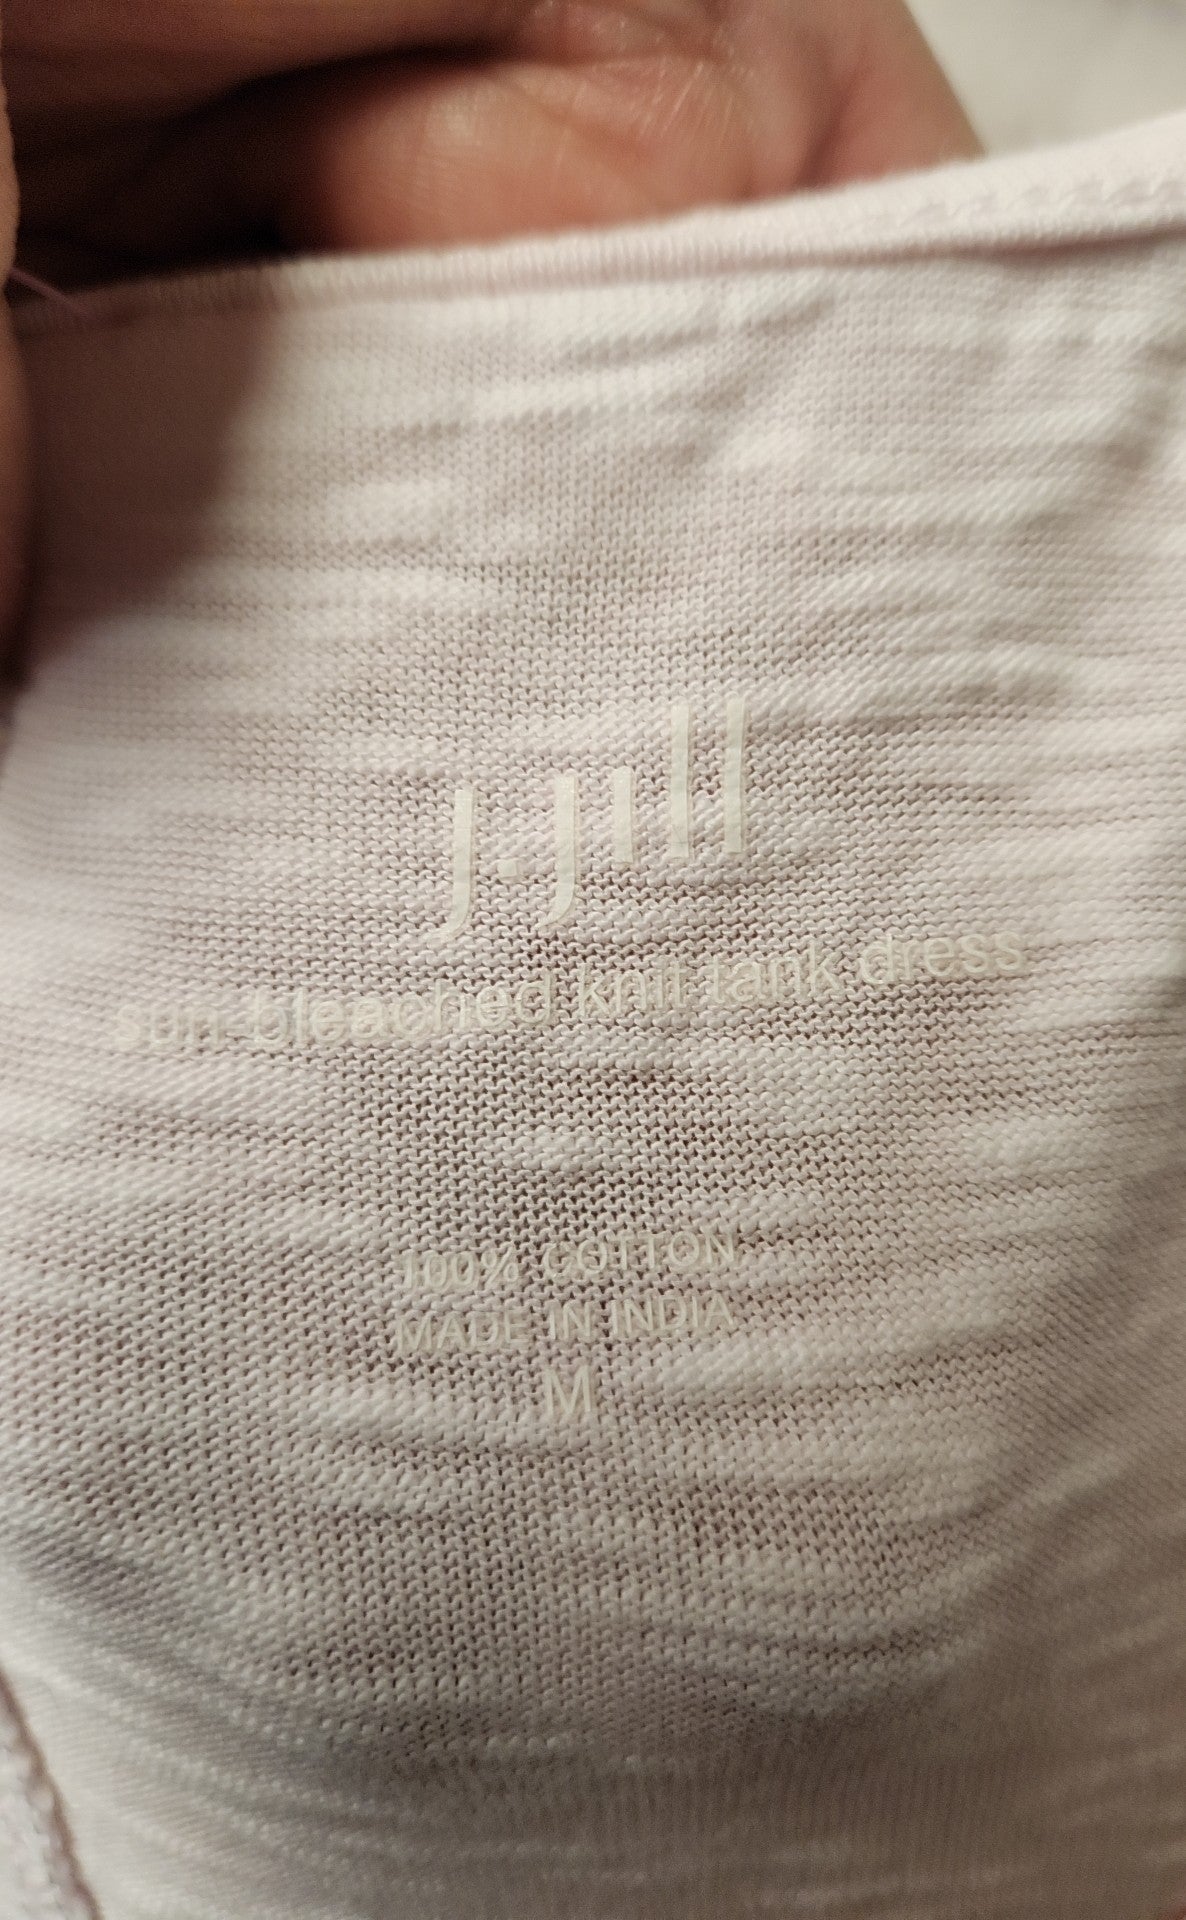 J.Jill
sun-bleached knit tank dress
100% COTTON
MADE IN INDIA
M